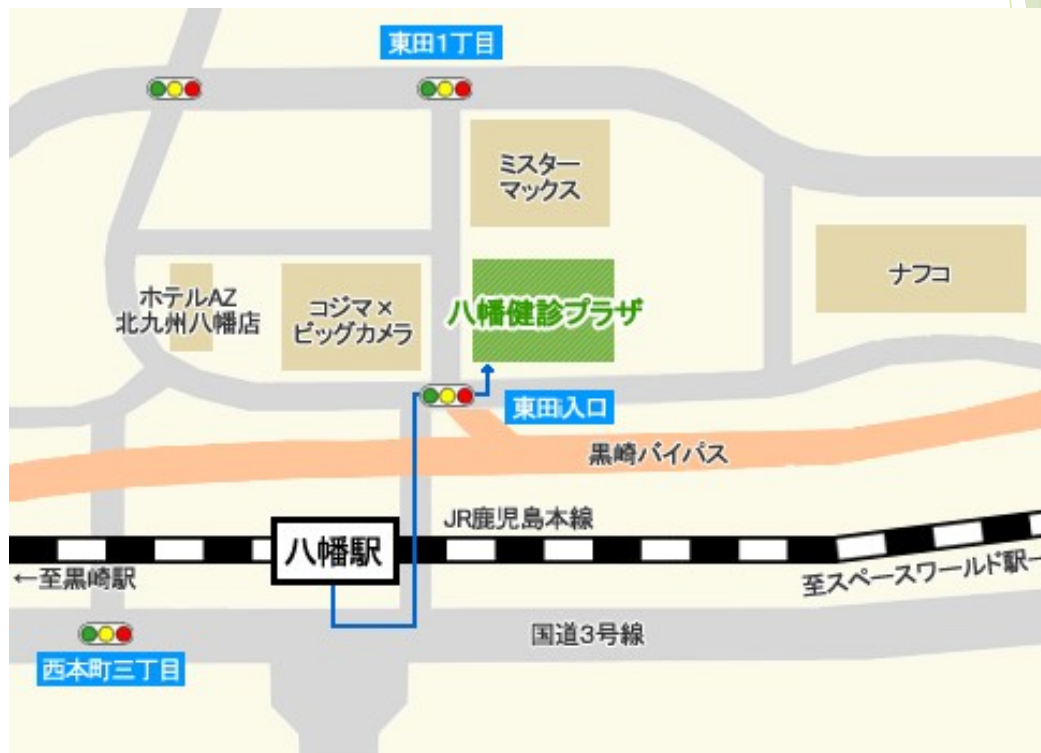 東田1丁目
ミスター
マックス
ナフコ
ホテルAZ
北九州八幡店
コジマ×
ビッグカメラ
八幡健診プラザ
東田入口
黒崎バイパス
JR鹿児島本線
八幡駅
←至黒崎駅
至スペースワールド駅→
国道3号線
西本町三丁目